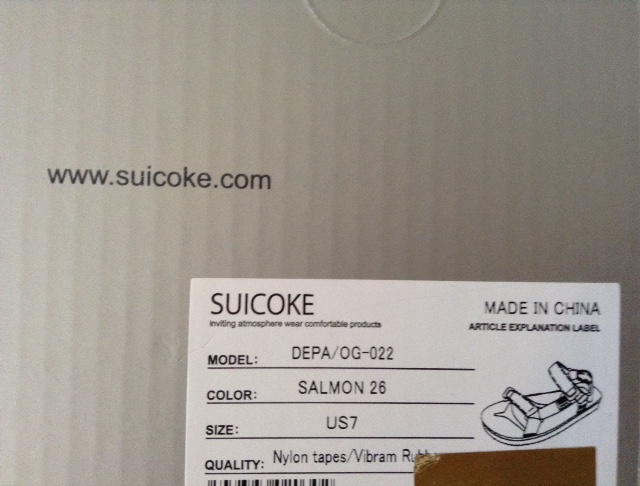 www.suicoke.com
SUICOKE
inviting atmosphere wear comfortable products
MADE IN CHINA
ARTICLE EXPLANATION LABEL
MODEL: DEPA/OG-022
COLOR: SALMON 26
SIZE: US7
QUALITY: Nylon tapes/Vibram